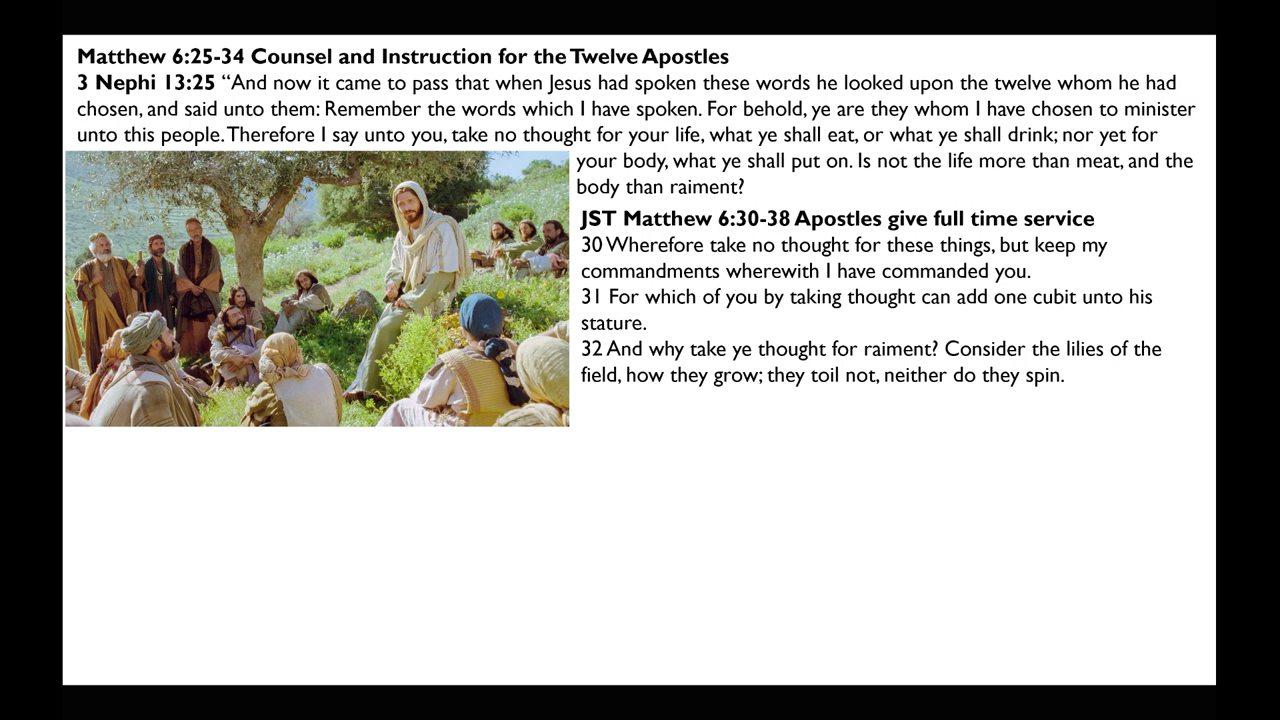 Matthew 6:25-34 Counsel and Instruction for the Twelve Apostles
3 Nephi 13:25 “And now it came to pass that when Jesus had spoken these words he looked upon the twelve whom he had
chosen, and said unto them: Remember the words which I have spoken. For behold, ye are they whom I have chosen to minister
unto this people. Therefore I say unto you, take no thought for your life, what ye shall eat, or what ye shall drink; nor yet for
your body, what ye shall put on. Is not the life more than meat, and the
body than raiment?
JST Matthew 6:30-38 Apostles give full time service
30 Wherefore take no thought for these things, but keep my
commandments wherewith I have commanded you.
31 For which of you by taking thought can add one cubit unto his
stature.
32 And why take ye thought for raiment? Consider the lilies of the
field, how they grow; they toil not, neither do they spin.